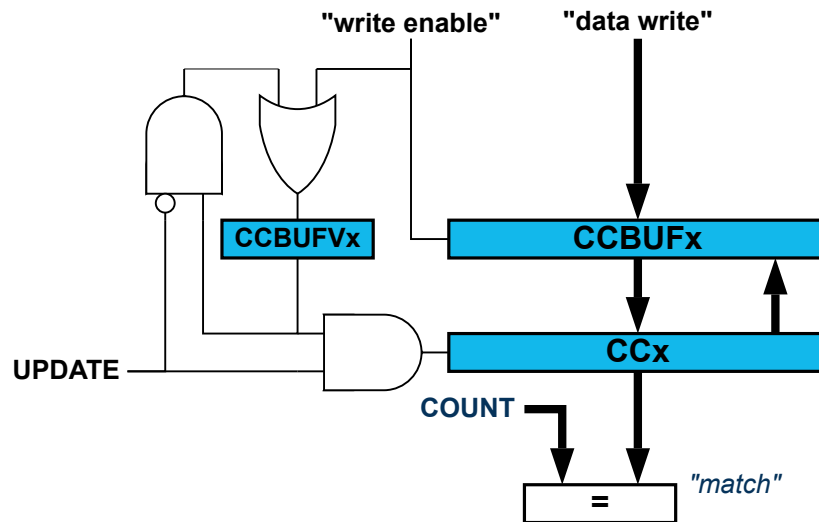 "write enable"
"data write"
CCBUFVx
CCBUFx
CCx
UPDATE
COUNT
"match"
=